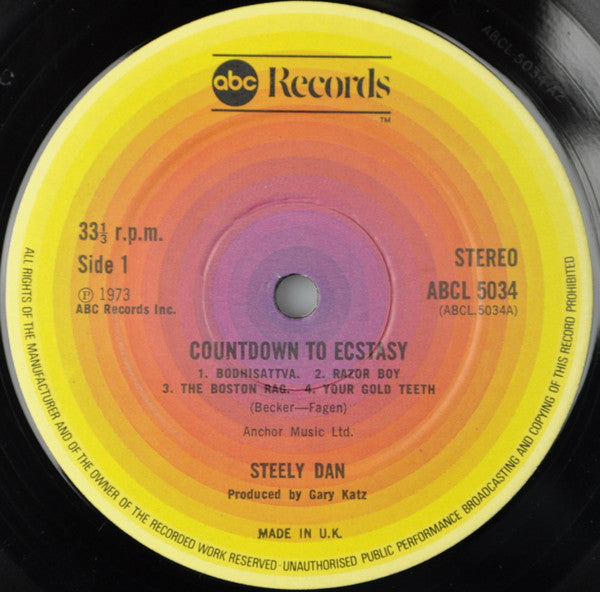 abc Records
™
33⅓ r.p.m.
Side 1
Ⓟ 1973
ABC Records Inc.
STEREO
ABCL 5034
(ABCL.5034A)
COUNTDOWN TO ECSTASY
1. BODHISATTVA. 2. RAZOR BOY
3. THE BOSTON RAG. 4. YOUR GOLD TEETH
(Becker—Fagen)
Anchor Music Ltd.
STEELY DAN
Produced by Gary Katz
MADE IN U.K.
ALL RIGHTS OF THE MANUFACTURER AND OF THE OWNER OF THE RECORDED WORK RESERVED · UNAUTHORISED PUBLIC PERFORMANCE BROADCASTING AND COPYING OF THIS RECORD PROHIBITED